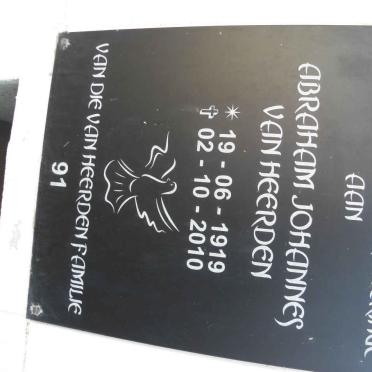 AAN
ABRAHAM JOHANNES
VAN HEERDEN
19 - 06 - 1919
✝ 02 - 10 - 2010
VAN DIE VAN HEERDEN FAMILIE
91